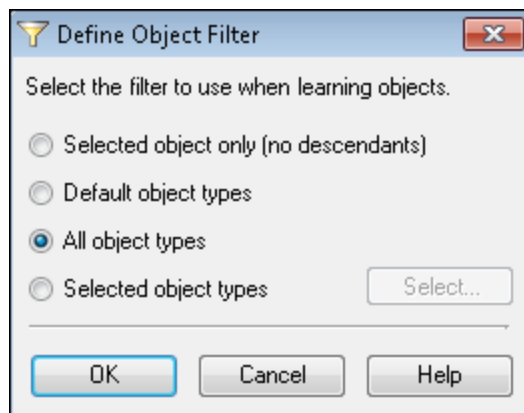 Define Object Filter
Select the filter to use when learning objects.
Selected object only (no descendants)
Default object types
All object types
Selected object types
Select...
OK
Cancel
Help